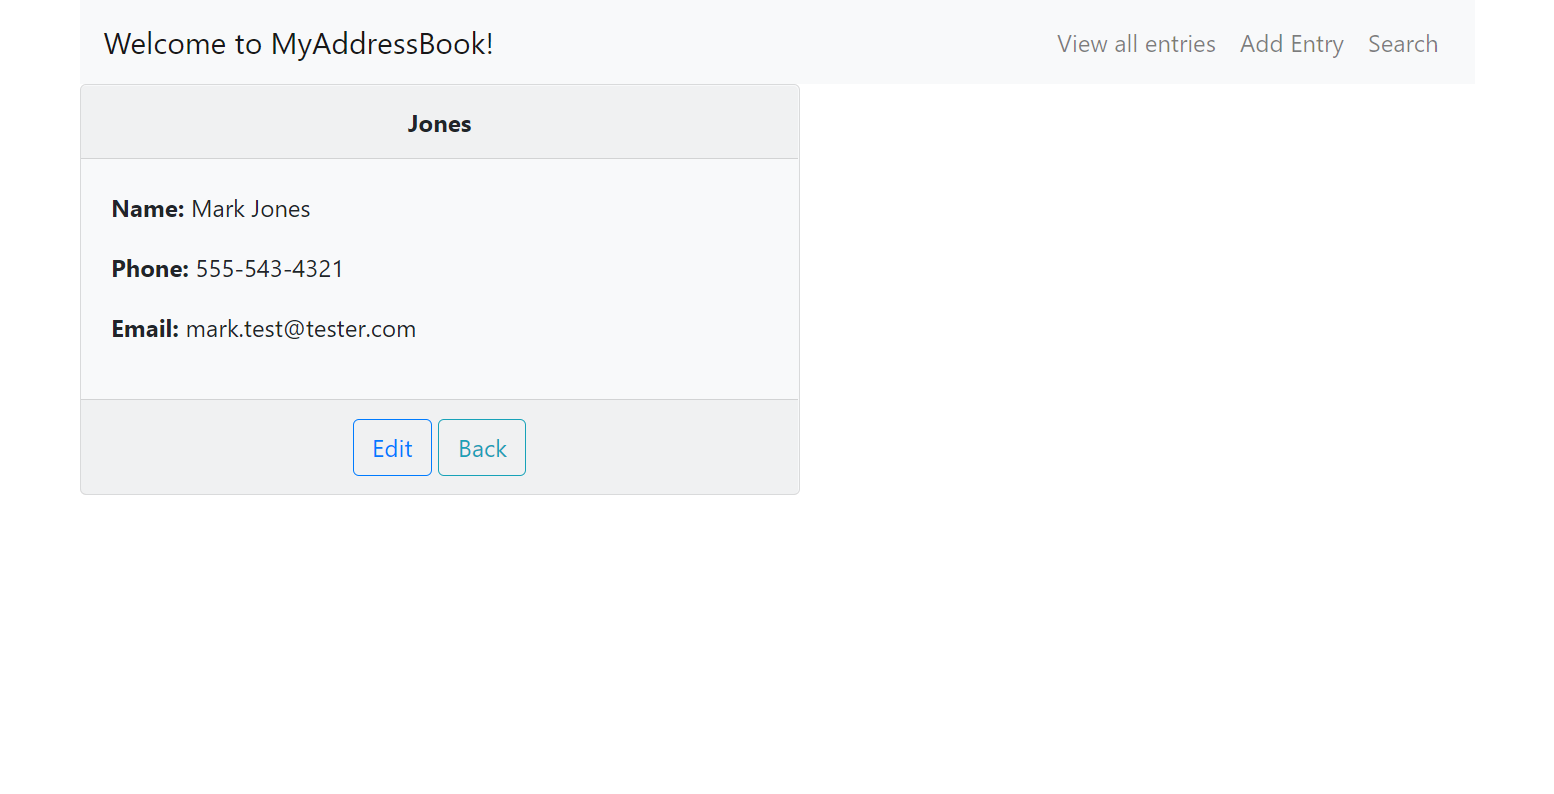 Welcome to MyAddressBook! View all entries Add Entry Search
Jones
Name: Mark Jones
Phone: 555-543-4321
Email: mark.test@tester.com
Edit Back